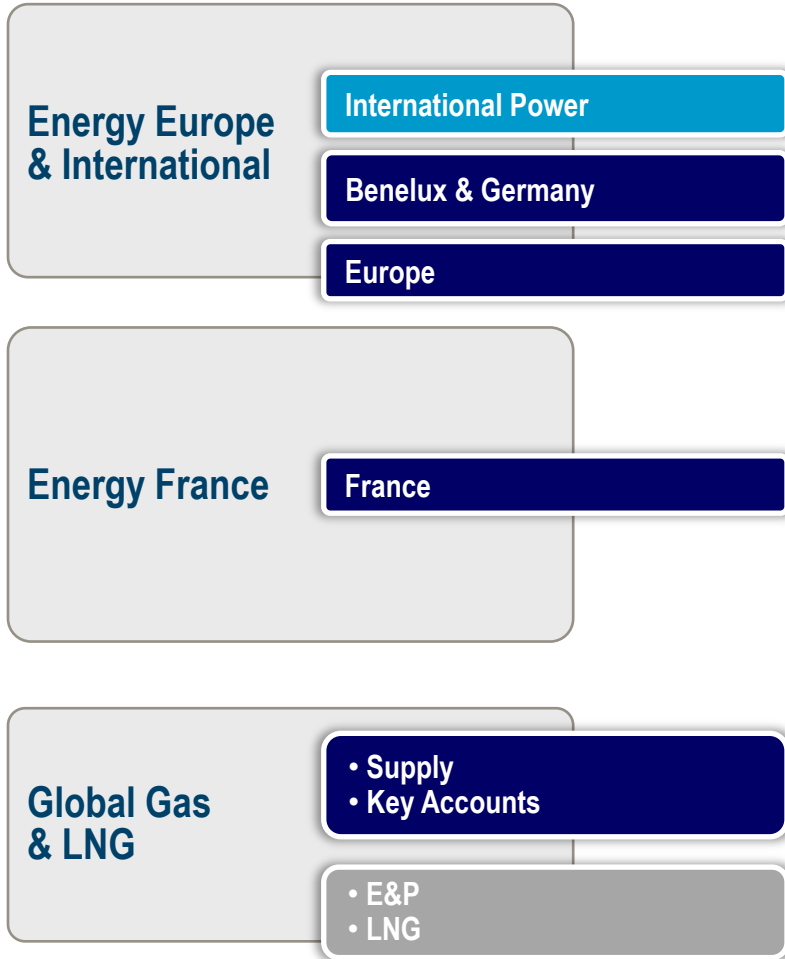 Energy Europe
& International
International Power
Benelux & Germany
Europe
Energy France
France
Global Gas
& LNG
• Supply
• Key Accounts
• E&P
• LNG